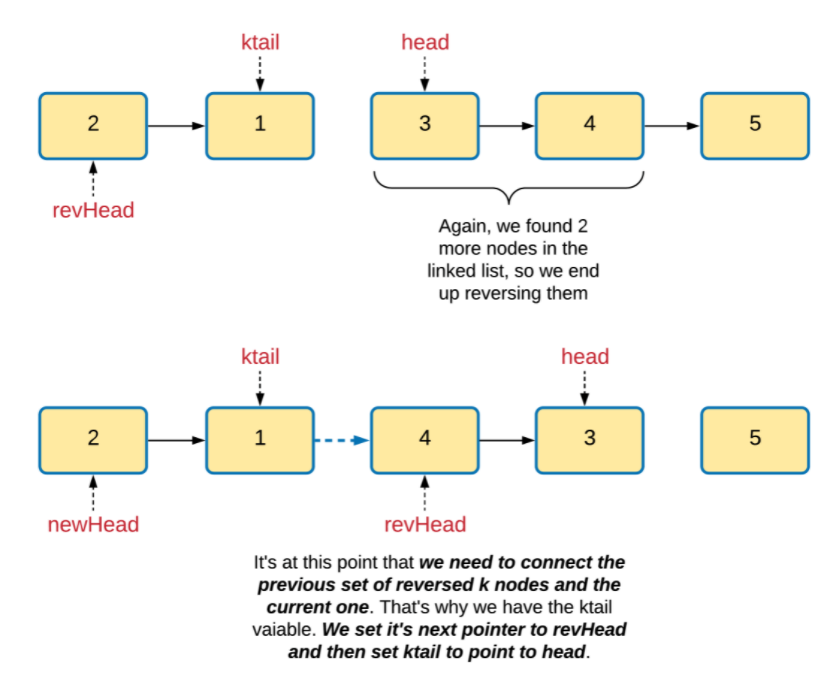 ktail head
2 1 3 4 5
revHead
Again, we found 2
more nodes in the
linked list, so we end
up reversing them
ktail head
2 1 4 3 5
newHead revHead
It's at this point that we need to connect the
previous set of reversed k nodes and the
current one. That's why we have the ktail
vaiable. We set it's next pointer to revHead
and then set ktail to point to head.